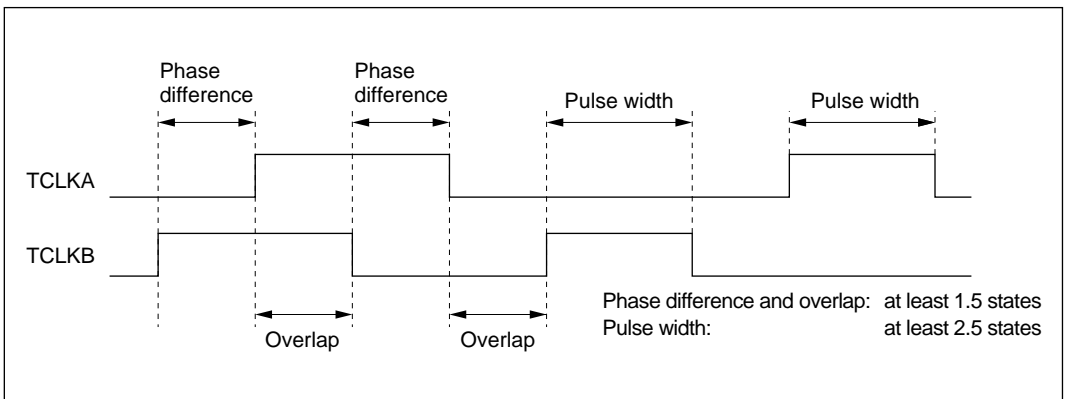 Phase
difference
Phase
difference
Pulse width
Pulse width
TCLKA
TCLKB
Overlap
Overlap
Phase difference and overlap: at least 1.5 states
Pulse width: at least 2.5 states